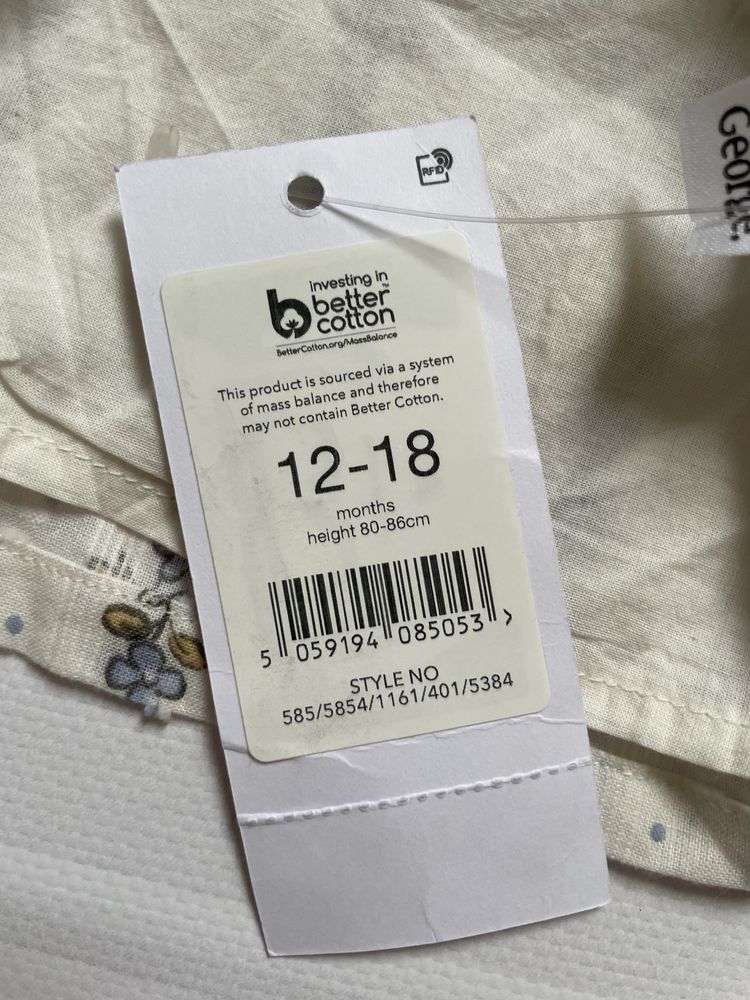 RFID
George.
investing in
better™
cotton
BetterCotton.org/MassBalance
This product is sourced via a system
of mass balance and therefore
may not contain Better Cotton.
12-18
months
height 80-86cm
5 059194 085053 >
STYLE NO
585/5854/1161/401/5384